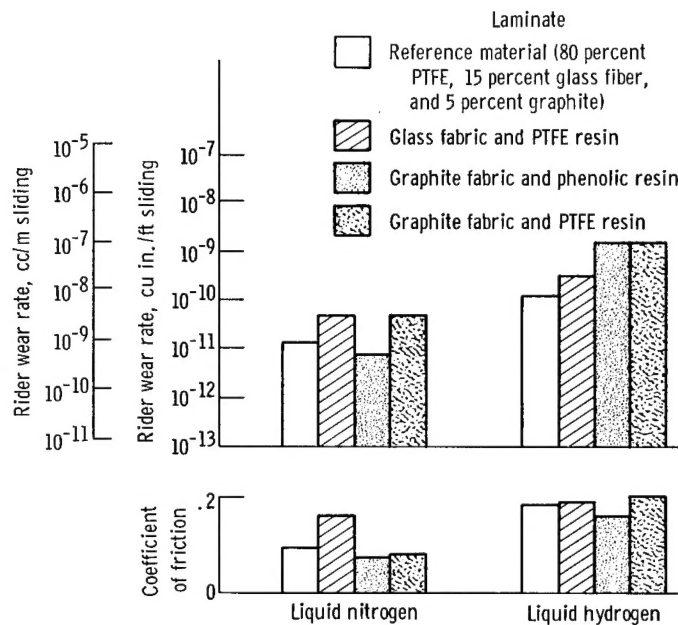 Laminate
Reference material (80 percent
PTFE, 15 percent glass fiber,
and 5 percent graphite)
Glass fabric and PTFE resin
Graphite fabric and phenolic resin
Graphite fabric and PTFE resin
Rider wear rate, cc/m sliding
10⁻⁵
10⁻⁶
10⁻⁷
10⁻⁸
10⁻⁹
10⁻¹⁰
10⁻¹¹
Rider wear rate, cu in./ft sliding
10⁻⁷
10⁻⁸
10⁻⁹
10⁻¹⁰
10⁻¹¹
10⁻¹²
10⁻¹³
Coefficient
of friction
.2
0
Liquid nitrogen
Liquid hydrogen